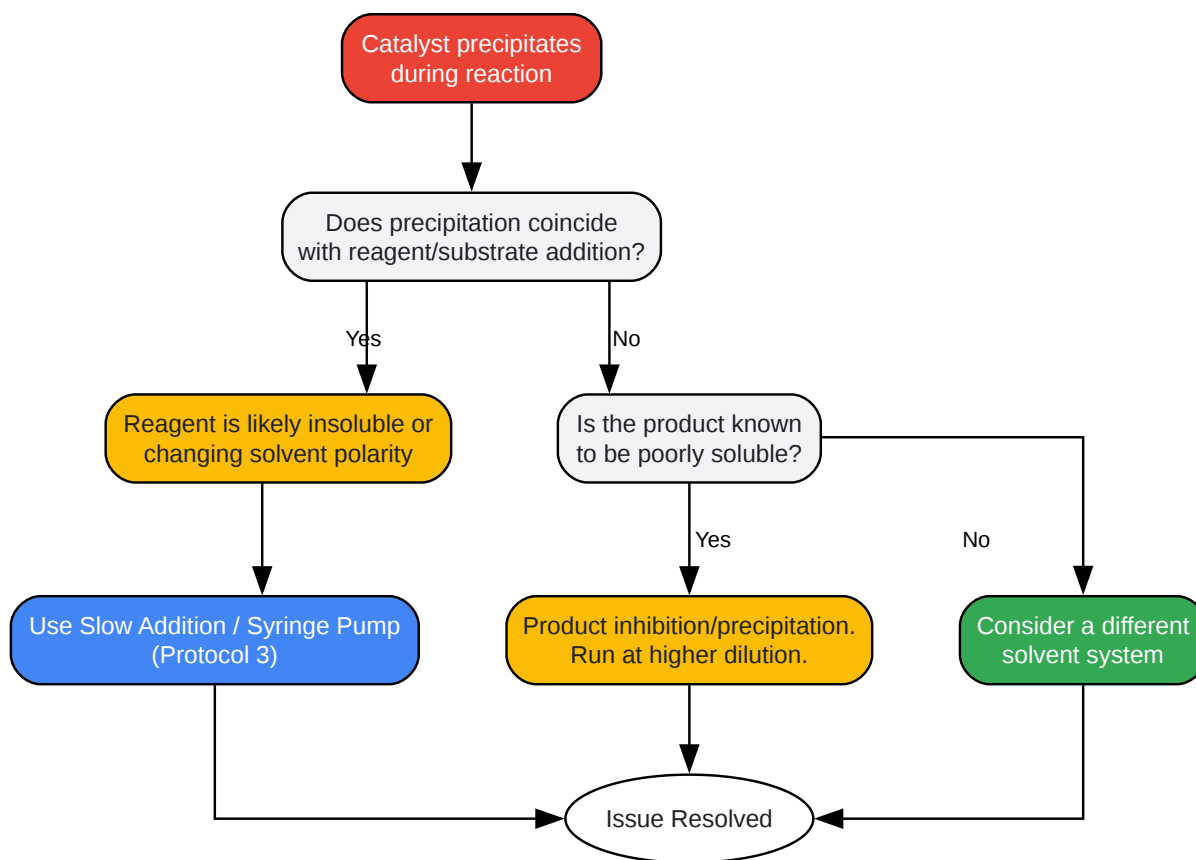 Catalyst precipitates
during reaction
Does precipitation coincide
with reagent/substrate addition?
Yes
No
Reagent is likely insoluble or
changing solvent polarity
Is the product known
to be poorly soluble?
Yes
No
Use Slow Addition / Syringe Pump
(Protocol 3)
Product inhibition/precipitation.
Run at higher dilution.
Consider a different
solvent system
Issue Resolved